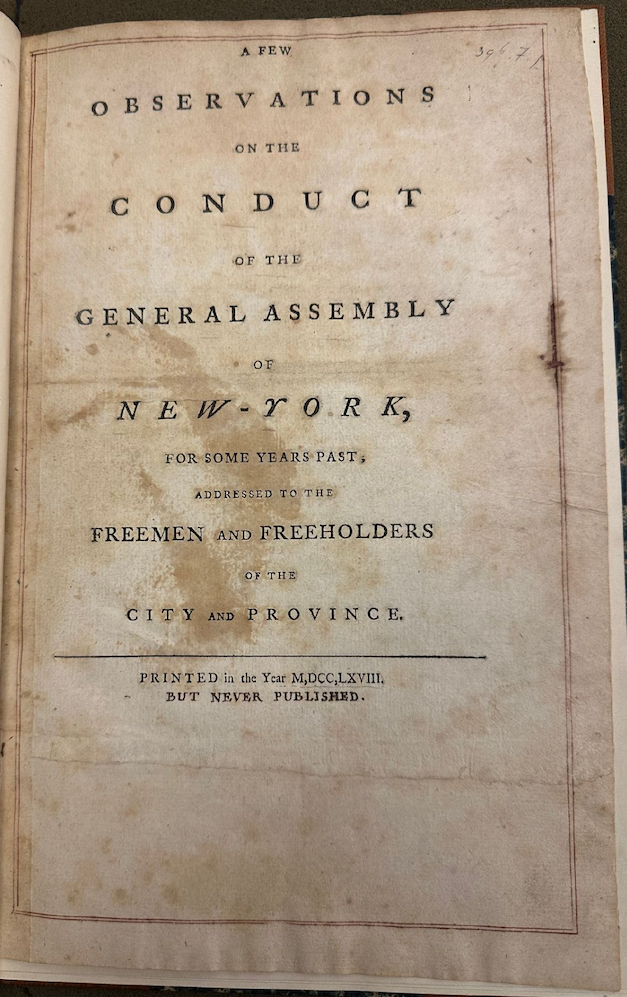 A FEW
OBSERVATIONS
ON THE
CONDUCT
OF THE
GENERAL ASSEMBLY
OF
NEW-YORK,
FOR SOME YEARS PAST,
ADDRESSED TO THE
FREEMEN AND FREEHOLDERS
OF THE
CITY AND PROVINCE.
PRINTED in the Year M,DCC,LXVIII.
BUT NEVER PUBLISHED.